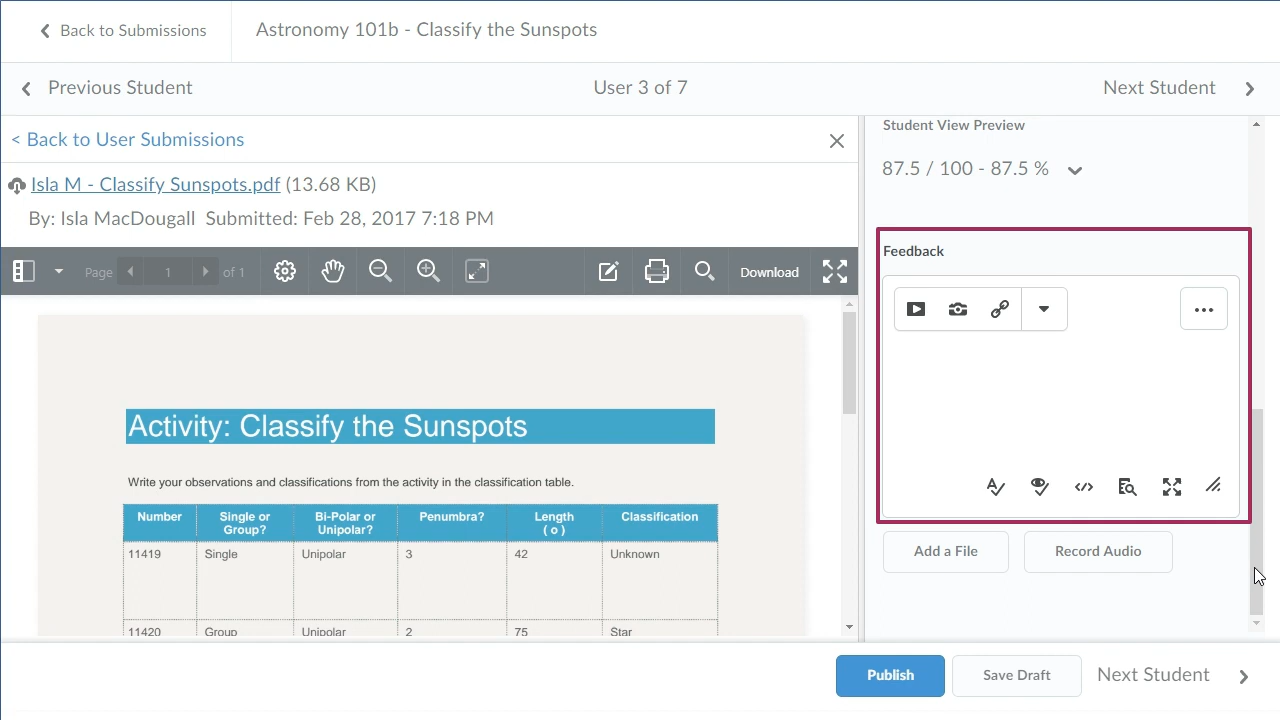 Back to Submissions
Astronomy 101b - Classify the Sunspots
Previous Student
User 3 of 7
Next Student
< Back to User Submissions
Isla M - Classify Sunspots.pdf (13.68 KB)
By: Isla MacDougall Submitted: Feb 28, 2017 7:18 PM
Page 1 of 1
Download
Activity: Classify the Sunspots
Write your observations and classifications from the activity in the classification table.
Number Single or Group? Bi-Polar or Unipolar? Penumbra? Length ( o ) Classification
11419 Single Unipolar 3 42 Unknown
11420 Group Unipolar 2 75 Star
Student View Preview
87.5 / 100 - 87.5 %
Feedback
Add a File
Record Audio
Publish
Save Draft
Next Student